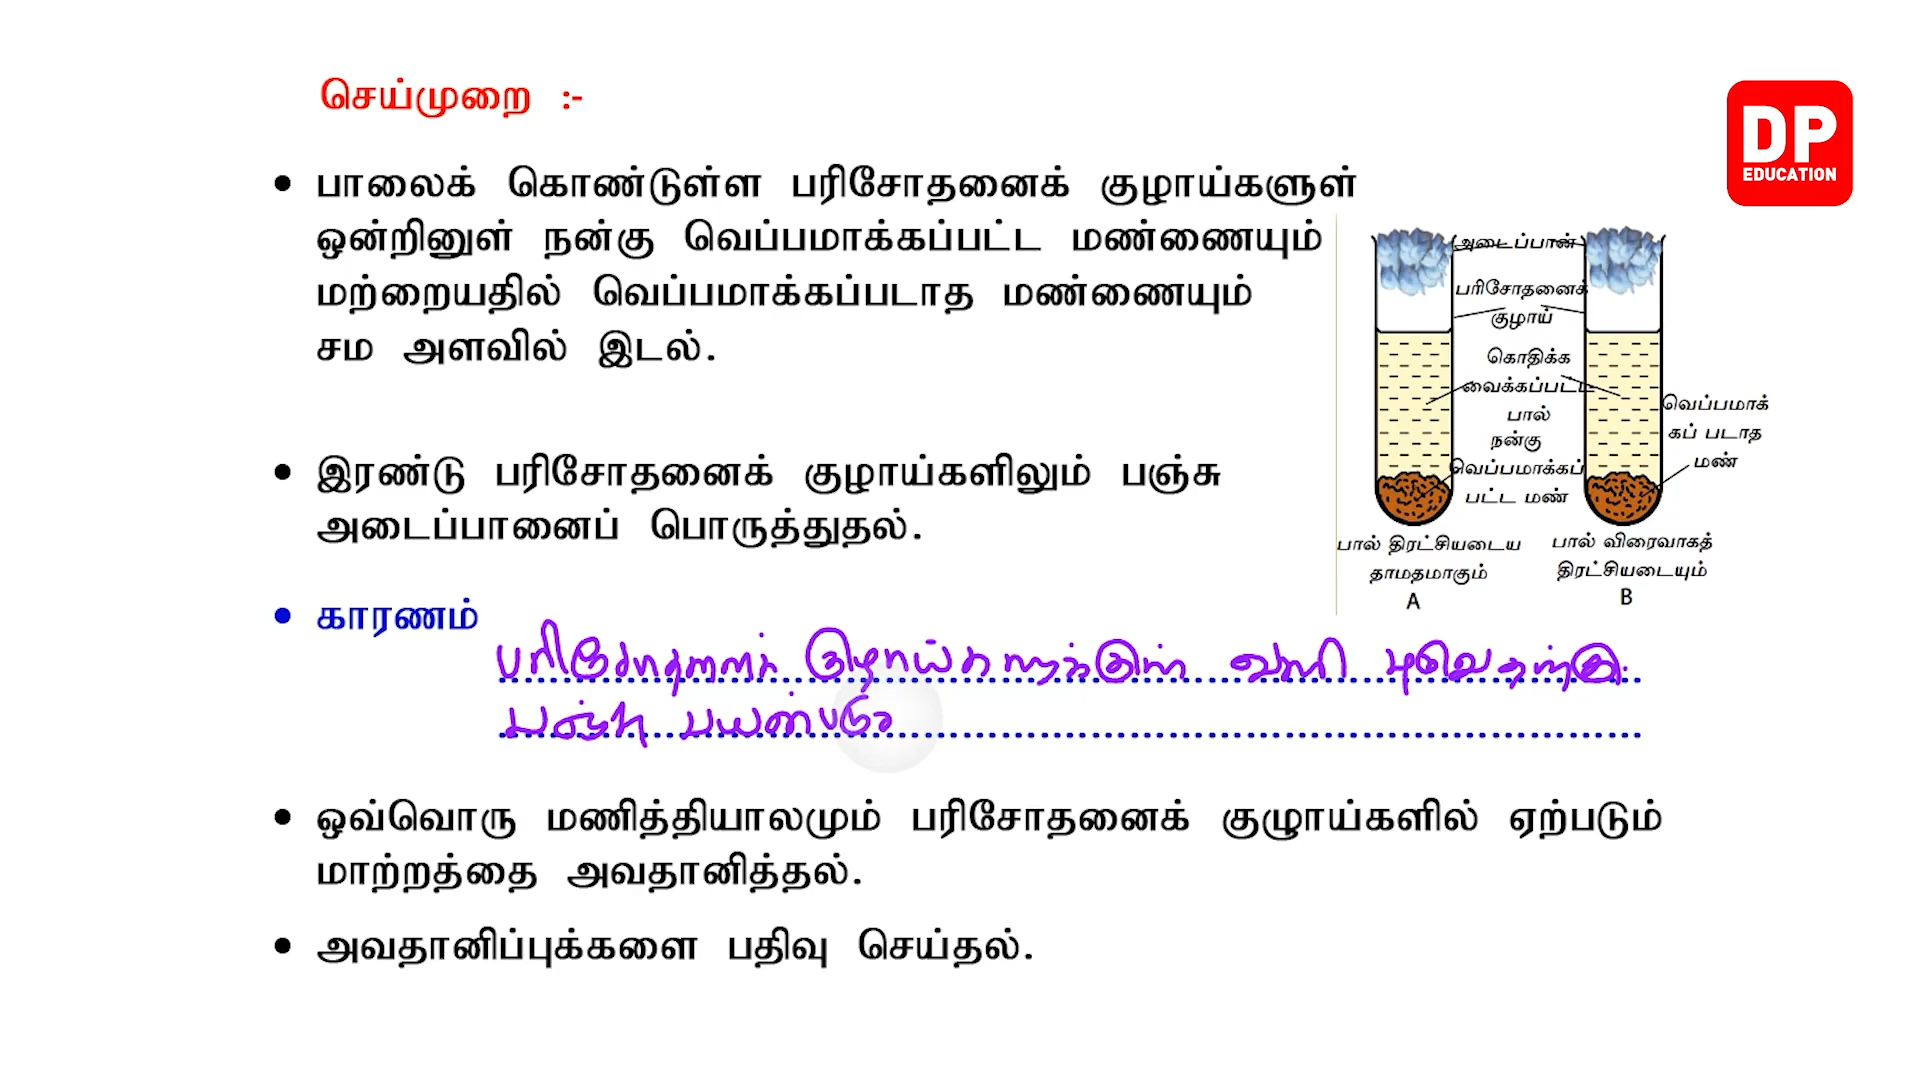 செய்முறை :-
DP
EDUCATION
• பாலைக் கொண்டுள்ள பரிசோதனைக் குழாய்களுள்
ஒன்றினுள் நன்கு வெப்பமாக்கப்பட்ட மண்ணையும்
மற்றையதில் வெப்பமாக்கப்படாத மண்ணையும்
சம அளவில் இடல்.
• இரண்டு பரிசோதனைக் குழாய்களிலும் பஞ்சு
அடைப்பானைப் பொருத்துதல்.
அடைப்பான்
பரிசோதனைக்
குழாய்
கொதிக்க
வைக்கப்பட்ட
பால்
நன்கு
வெப்பமாக்கப்
பட்ட மண்
வெப்பமாக்
கப் படாத
மண்
பால் திரட்சியடைய
தாமதமாகும்
A
பால் விரைவாகத்
திரட்சியடையும்
B
• காரணம்
பரிசோதனைக் குழாய்களுக்குள் வளி புகுவதற்கு
பஞ்சு பயன்படு
• ஒவ்வொரு மணித்தியாலமும் பரிசோதனைக் குழாய்களில் ஏற்படும்
மாற்றத்தை அவதானித்தல்.
• அவதானிப்புக்களை பதிவு செய்தல்.